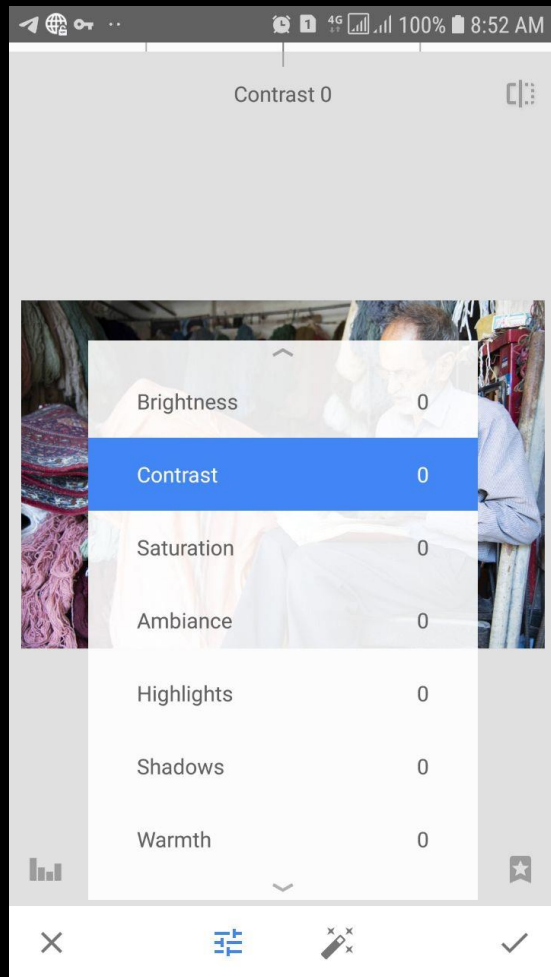 1 4G 100% 8:52 AM
Contrast 0
Brightness 0
Contrast 0
Saturation 0
Ambiance 0
Highlights 0
Shadows 0
Warmth 0